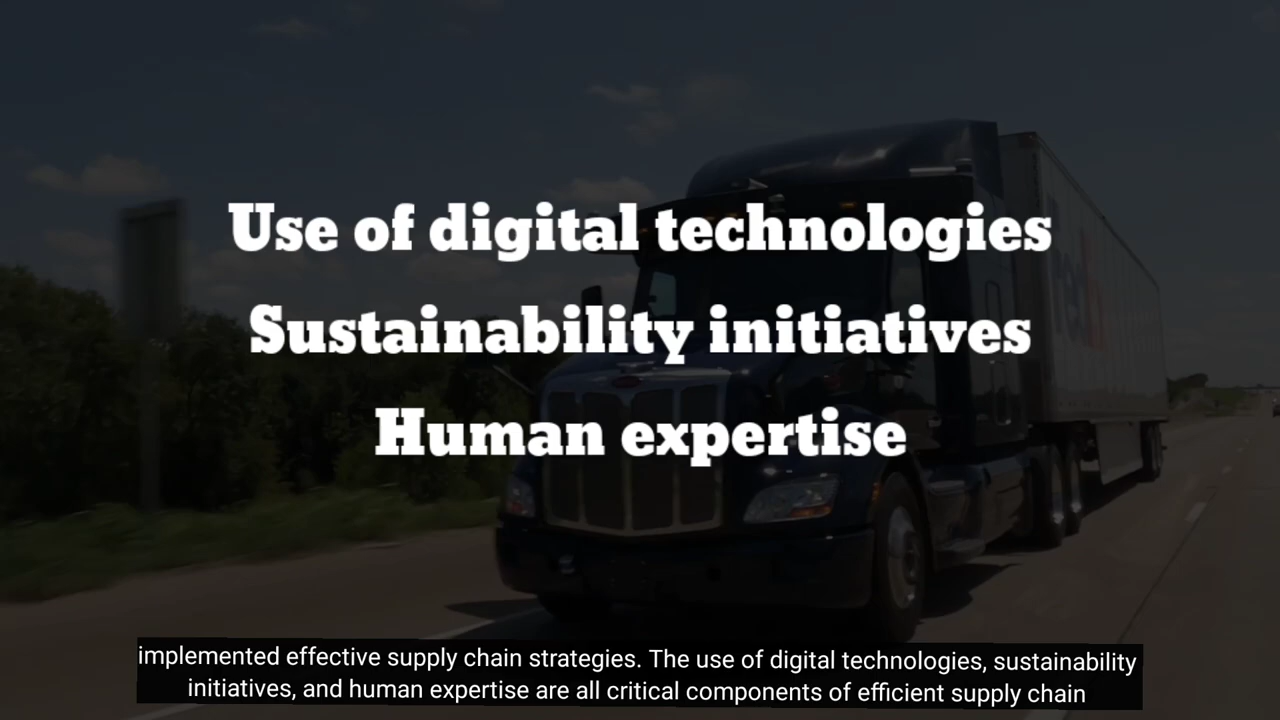 Use of digital technologies
Sustainability initiatives
Human expertise
implemented effective supply chain strategies. The use of digital technologies, sustainability
initiatives, and human expertise are all critical components of efficient supply chain